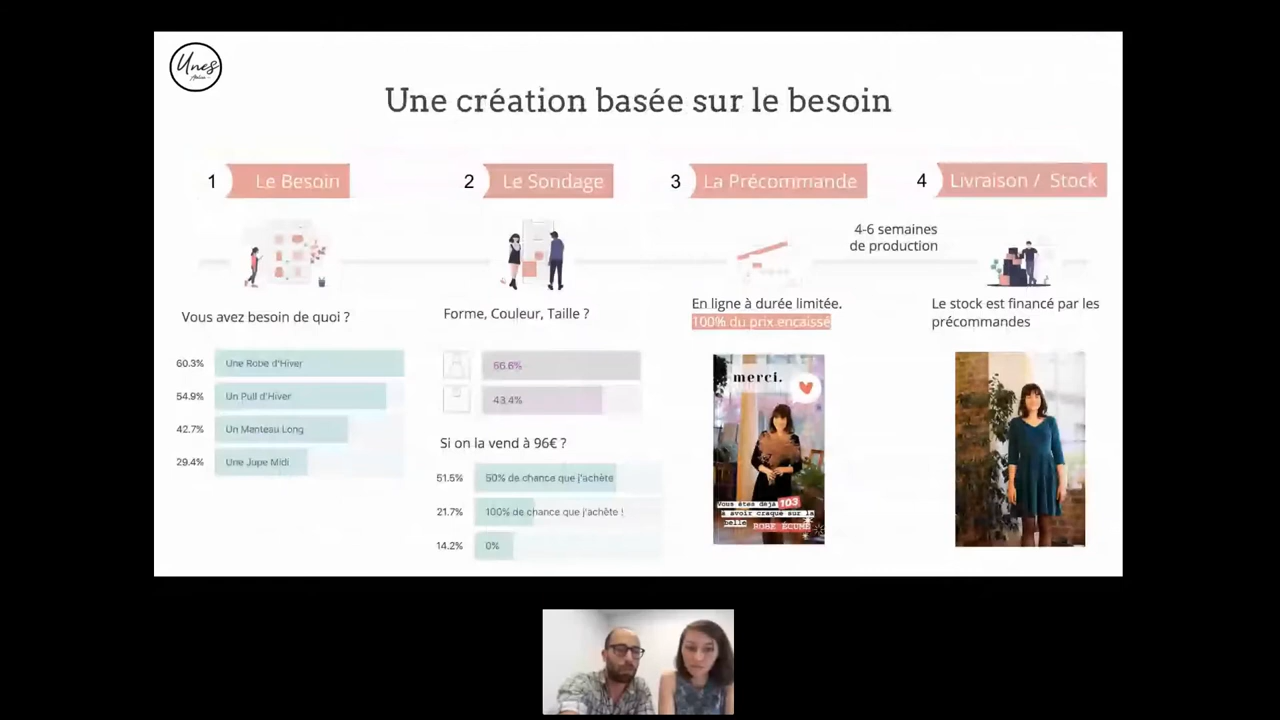 Unes
Une création basée sur le besoin
1 Le Besoin
2 Le Sondage
3 La Précommande
4 Livraison / Stock
4-6 semaines
de production
Vous avez besoin de quoi ?
60.3% Une Robe d'Hiver
54.9% Un Pull d'Hiver
42.7% Un Manteau Long
29.4% Une Jupe Midi
Forme, Couleur, Taille ?
56.6%
43.4%
Si on la vend à 96€ ?
51.5% 50% de chance que j'achète
21.7% 100% de chance que j'achète !
14.2% 0%
En ligne à durée limitée.
100% du prix encaissé
merci.
Vous êtes déjà 103
à avoir craqué sur la
ROBE ÉCUME
Le stock est financé par les
précommandes